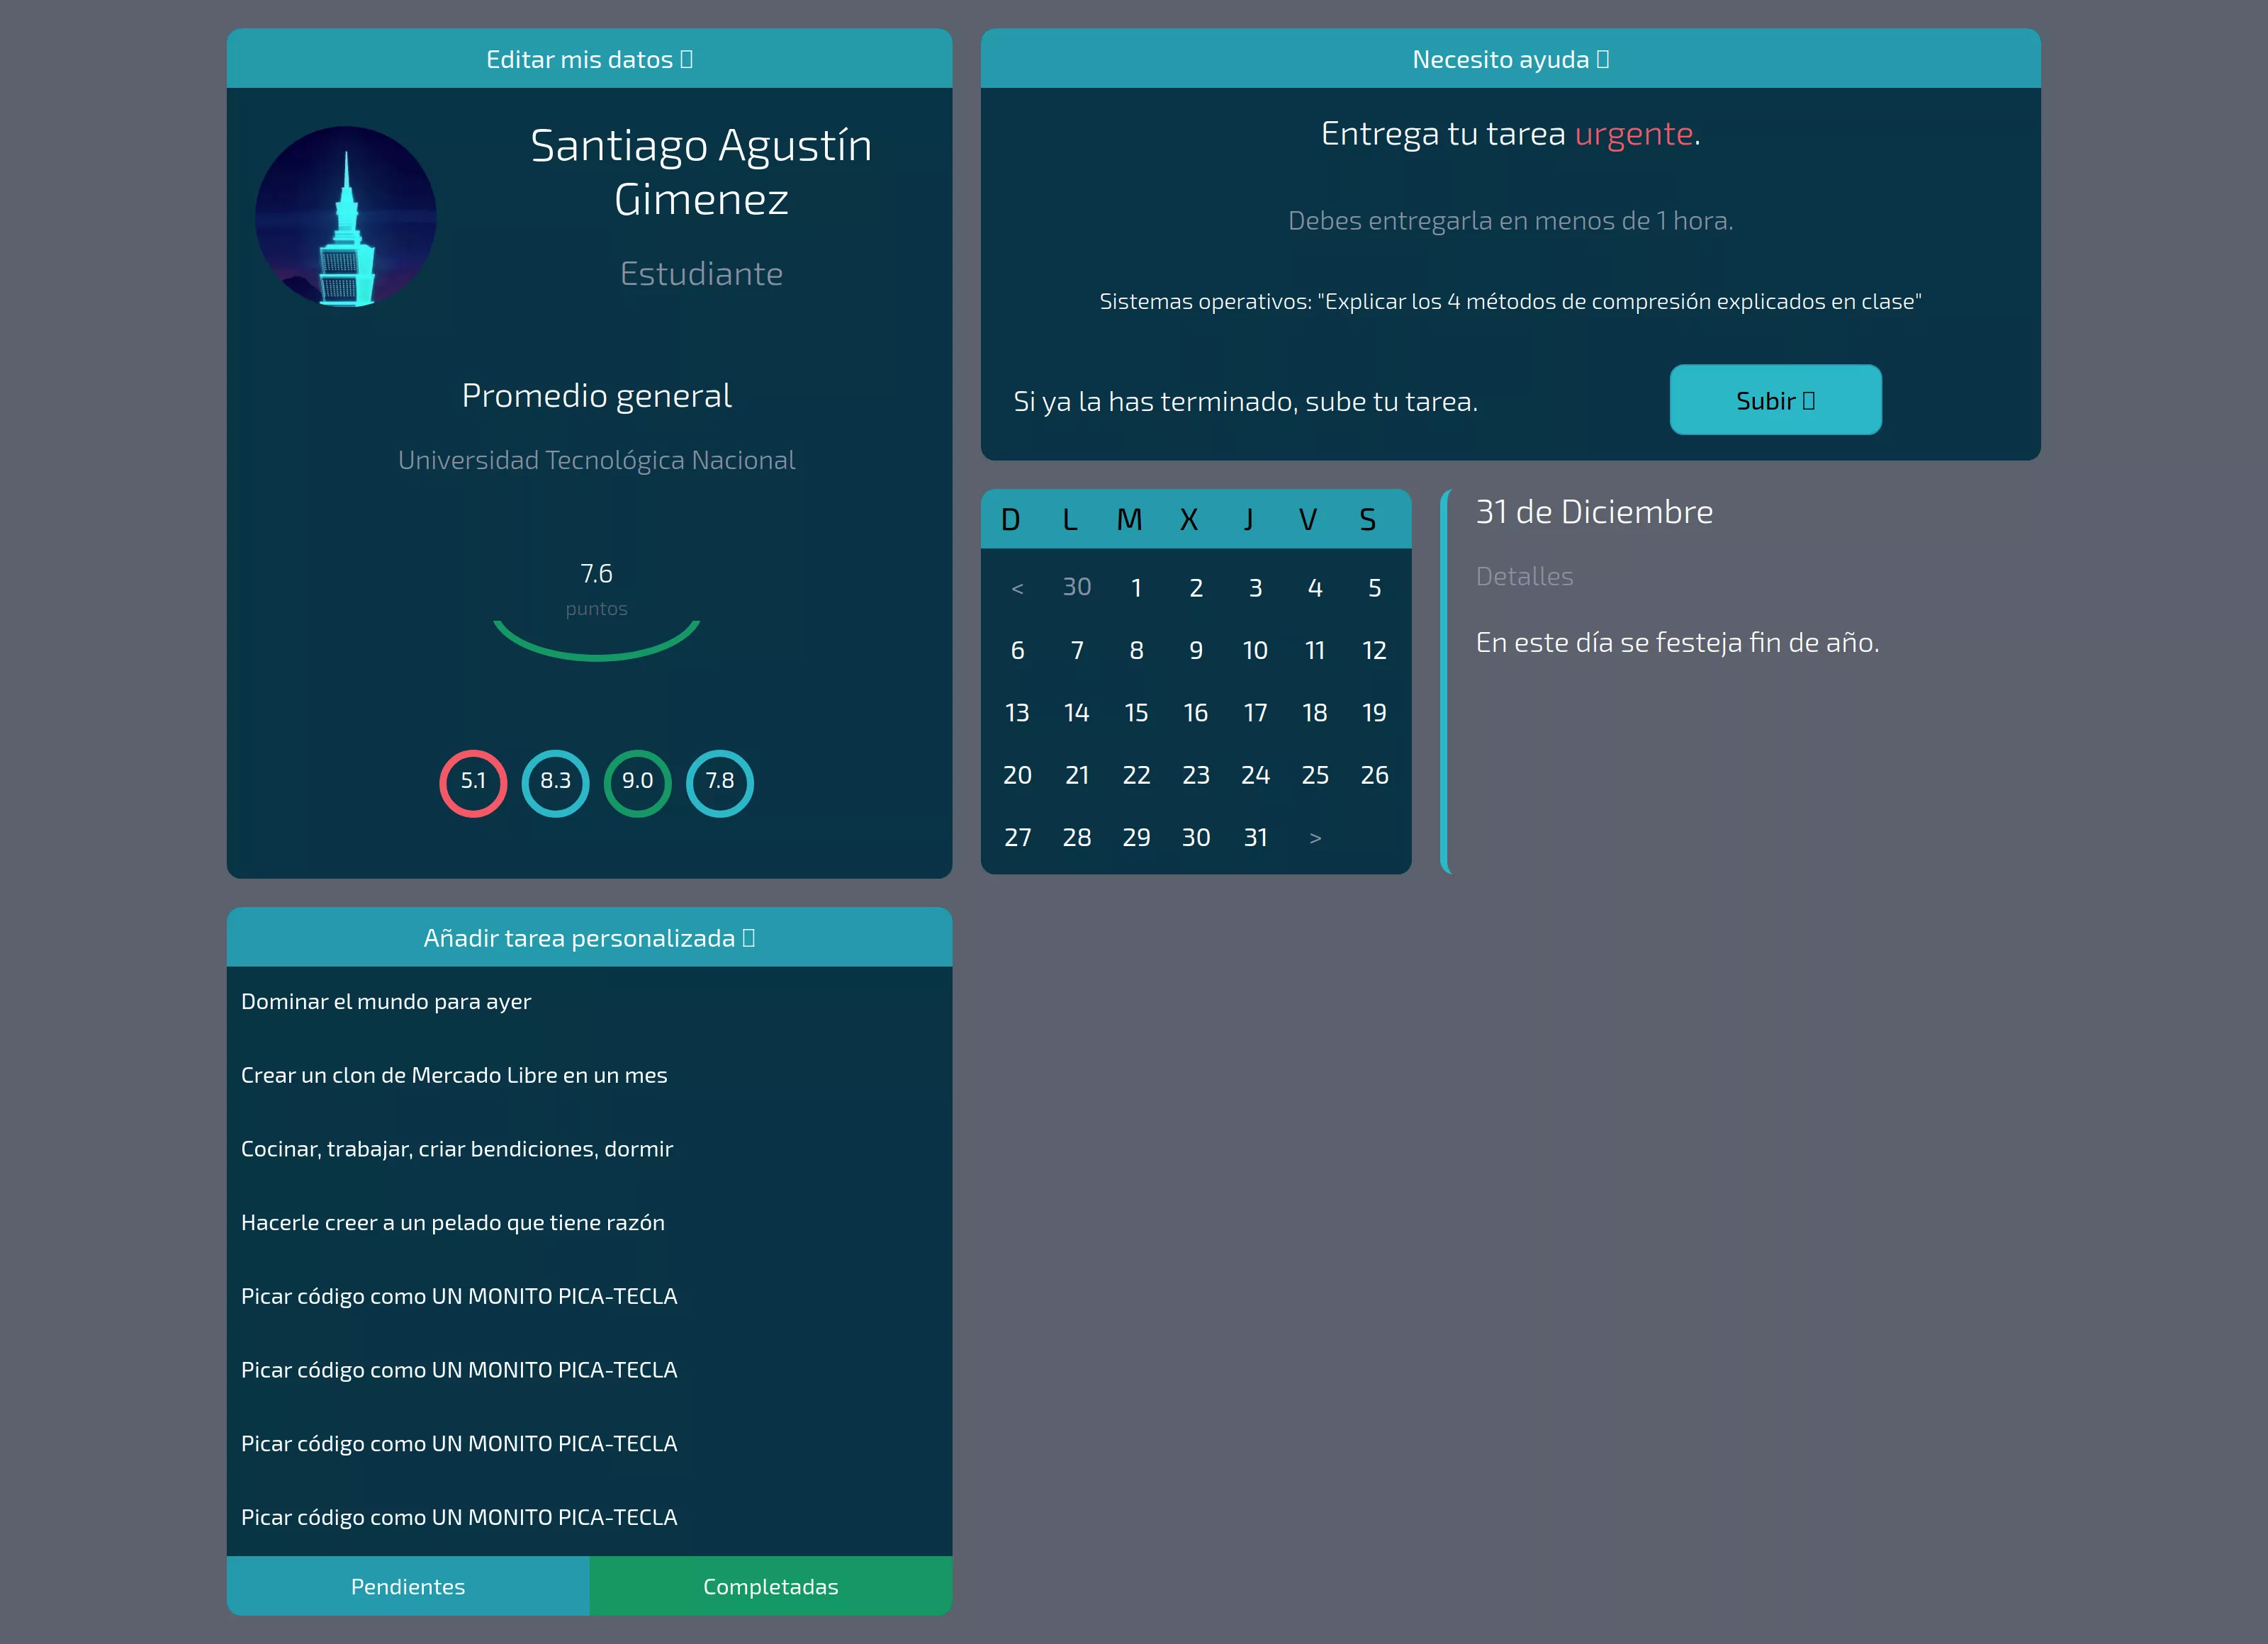 Editar mis datos
Santiago Agustín
Gimenez
Estudiante
Promedio general
Universidad Tecnológica Nacional
7.6
puntos
5.1 8.3 9.0 7.8
Necesito ayuda
Entrega tu tarea urgente.
Debes entregarla en menos de 1 hora.
Sistemas operativos: "Explicar los 4 métodos de compresión explicados en clase"
Si ya la has terminado, sube tu tarea.
Subir
D L M X J V S
< 30 1 2 3 4 5
6 7 8 9 10 11 12
13 14 15 16 17 18 19
20 21 22 23 24 25 26
27 28 29 30 31 >
31 de Diciembre
Detalles
En este día se festeja fin de año.
Añadir tarea personalizada
Dominar el mundo para ayer
Crear un clon de Mercado Libre en un mes
Cocinar, trabajar, criar bendiciones, dormir
Hacerle creer a un pelado que tiene razón
Picar código como UN MONITO PICA-TECLA
Picar código como UN MONITO PICA-TECLA
Picar código como UN MONITO PICA-TECLA
Picar código como UN MONITO PICA-TECLA
Pendientes
Completadas